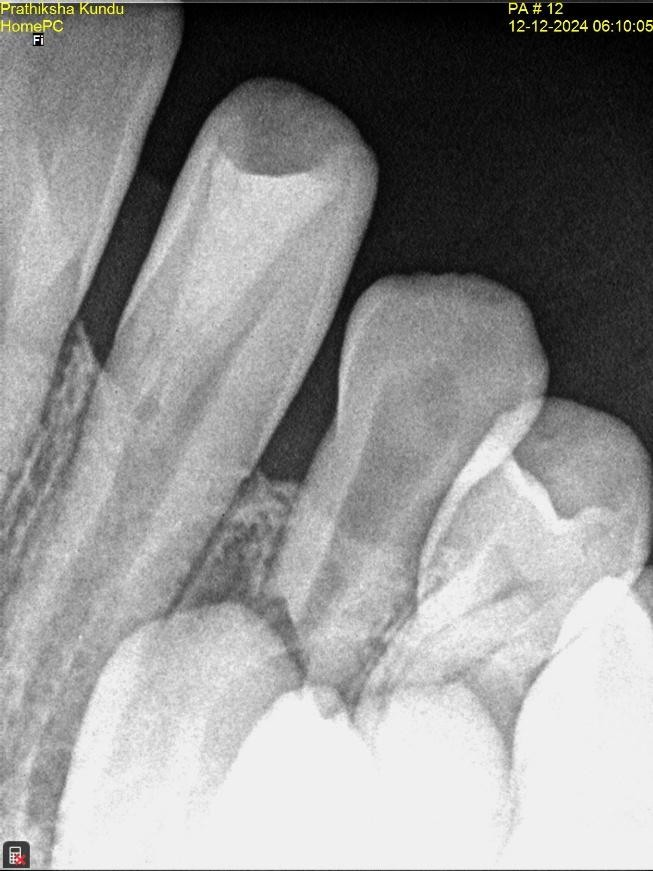 Prathiksha Kundu
HomePC
Fi
PA # 12
12-12-2024 06:10:05